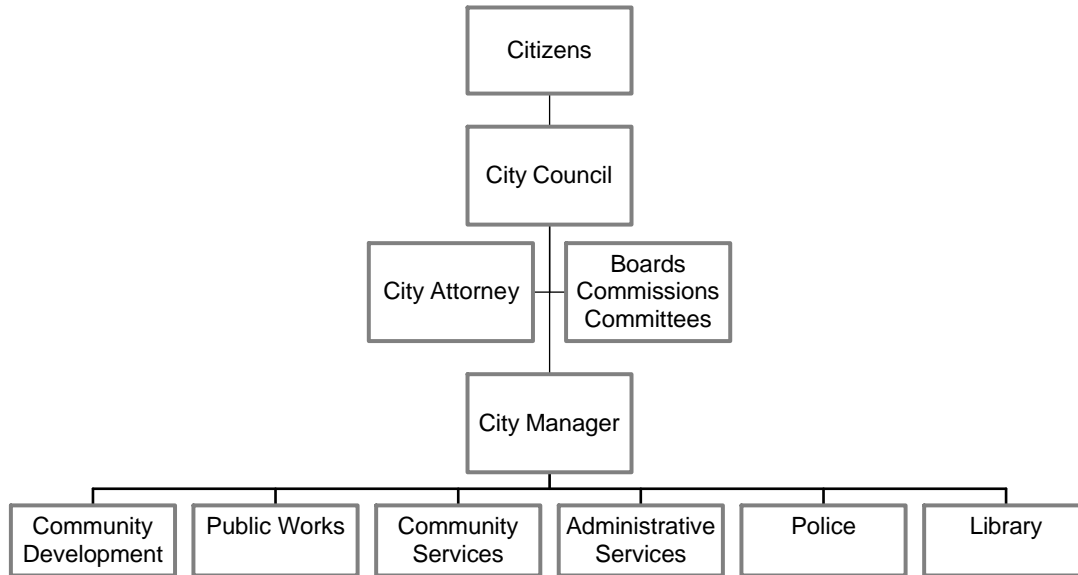 Citizens
City Council
City Attorney
Boards
Commissions
Committees
City Manager
Community
Development
Public Works
Community
Services
Administrative
Services
Police
Library